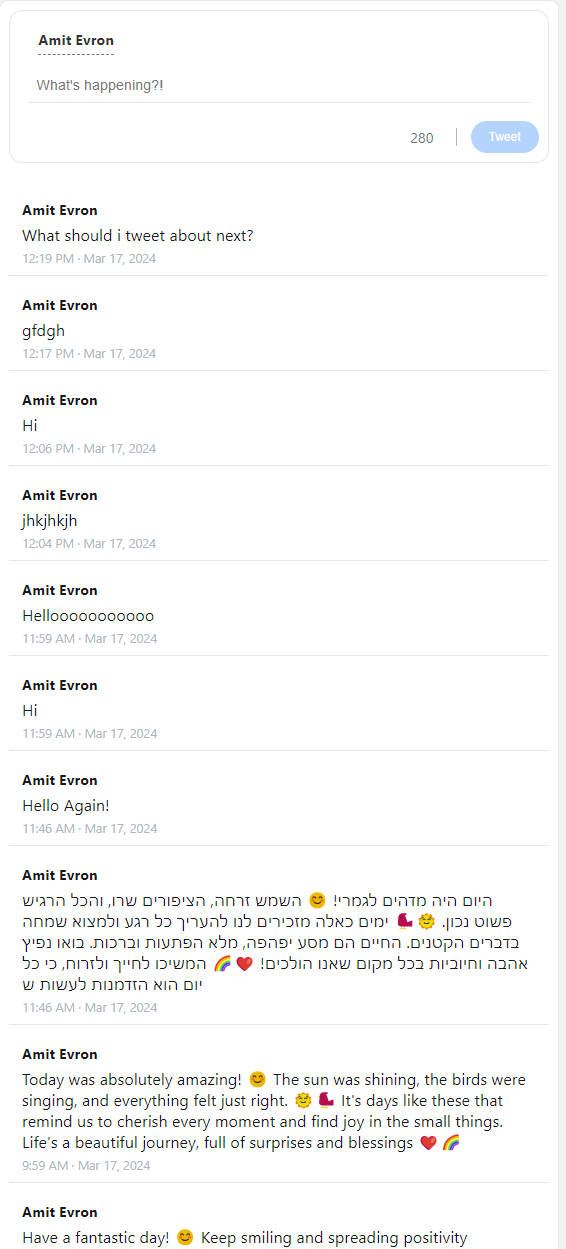 Amit Evron
What's happening?!
280
Tweet
Amit Evron
What should i tweet about next?
12:19 PM · Mar 17, 2024
Amit Evron
gfdgh
12:17 PM · Mar 17, 2024
Amit Evron
Hi
12:06 PM · Mar 17, 2024
Amit Evron
jhkjhkjh
12:04 PM · Mar 17, 2024
Amit Evron
Hellooooooooooo
11:59 AM · Mar 17, 2024
Amit Evron
Hi
11:59 AM · Mar 17, 2024
Amit Evron
Hello Again!
11:46 AM · Mar 17, 2024
Amit Evron
היום היה מדהים לגמרי! 😊 השמש זרחה, הציפורים שרו, והכל הרגיש
פשוט נכון. 🌞 👢 ימים כאלה מזכירים לנו להעריך כל רגע ולמצוא שמחה
בדברים הקטנים. החיים הם מסע יפהפה, מלא הפתעות וברכות. בואו נפיץ
אהבה וחיוביות בכל מקום שאנו הולכים! ❤️ 🌈 המשיכו לחייך ולזרוח, כי כל
יום הוא הזדמנות לעשות ש
11:46 AM · Mar 17, 2024
Amit Evron
Today was absolutely amazing! 😊 The sun was shining, the birds were
singing, and everything felt just right. 🌞 👢 It's days like these that
remind us to cherish every moment and find joy in the small things.
Life's a beautiful journey, full of surprises and blessings ❤️ 🌈
9:59 AM · Mar 17, 2024
Amit Evron
Have a fantastic day! 😊 Keep smiling and spreading positivity